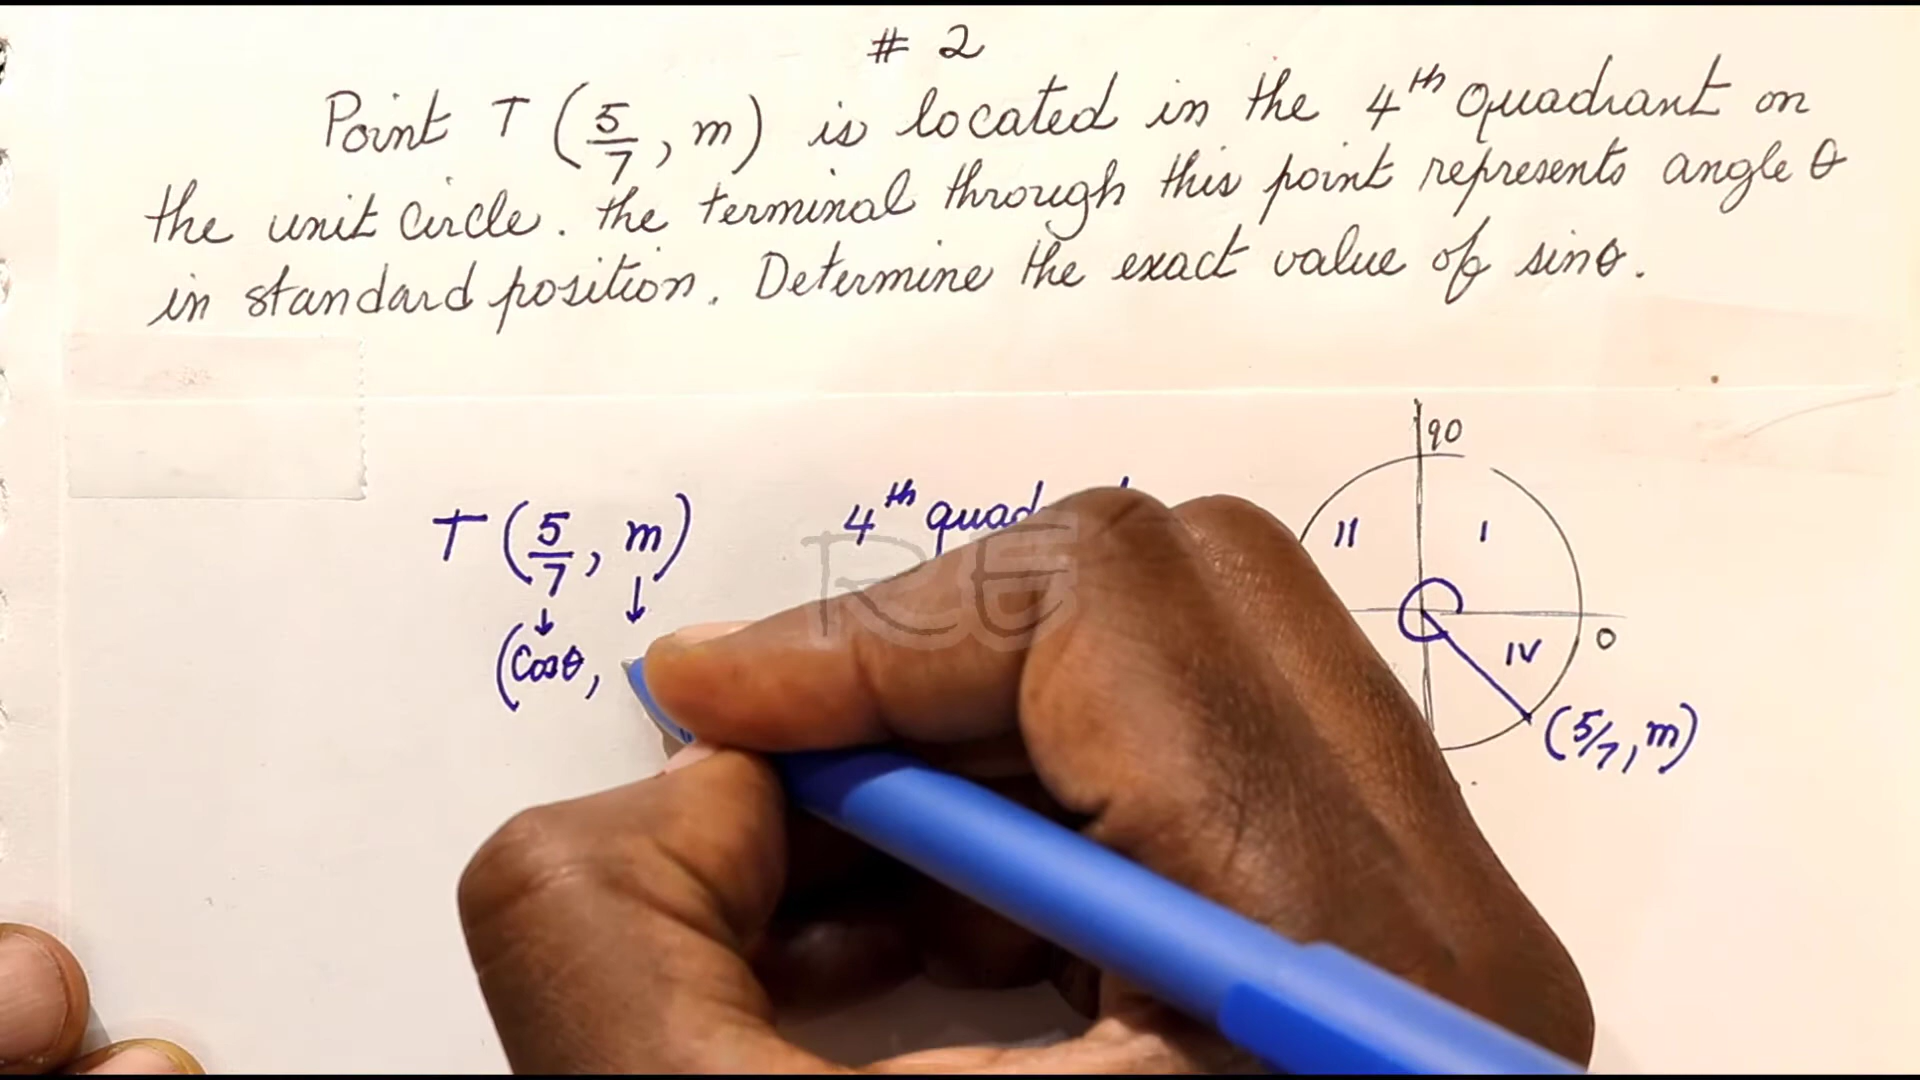 # 2
Point T (5/7, m) is located in the 4th quadrant on
the unit circle. the terminal through this point represents angle θ
in standard position. Determine the exact value of sinθ.
90
T (5/7, m)
4th quad
II
I
RE
(Cosθ,
IV
0
(5/7, m)